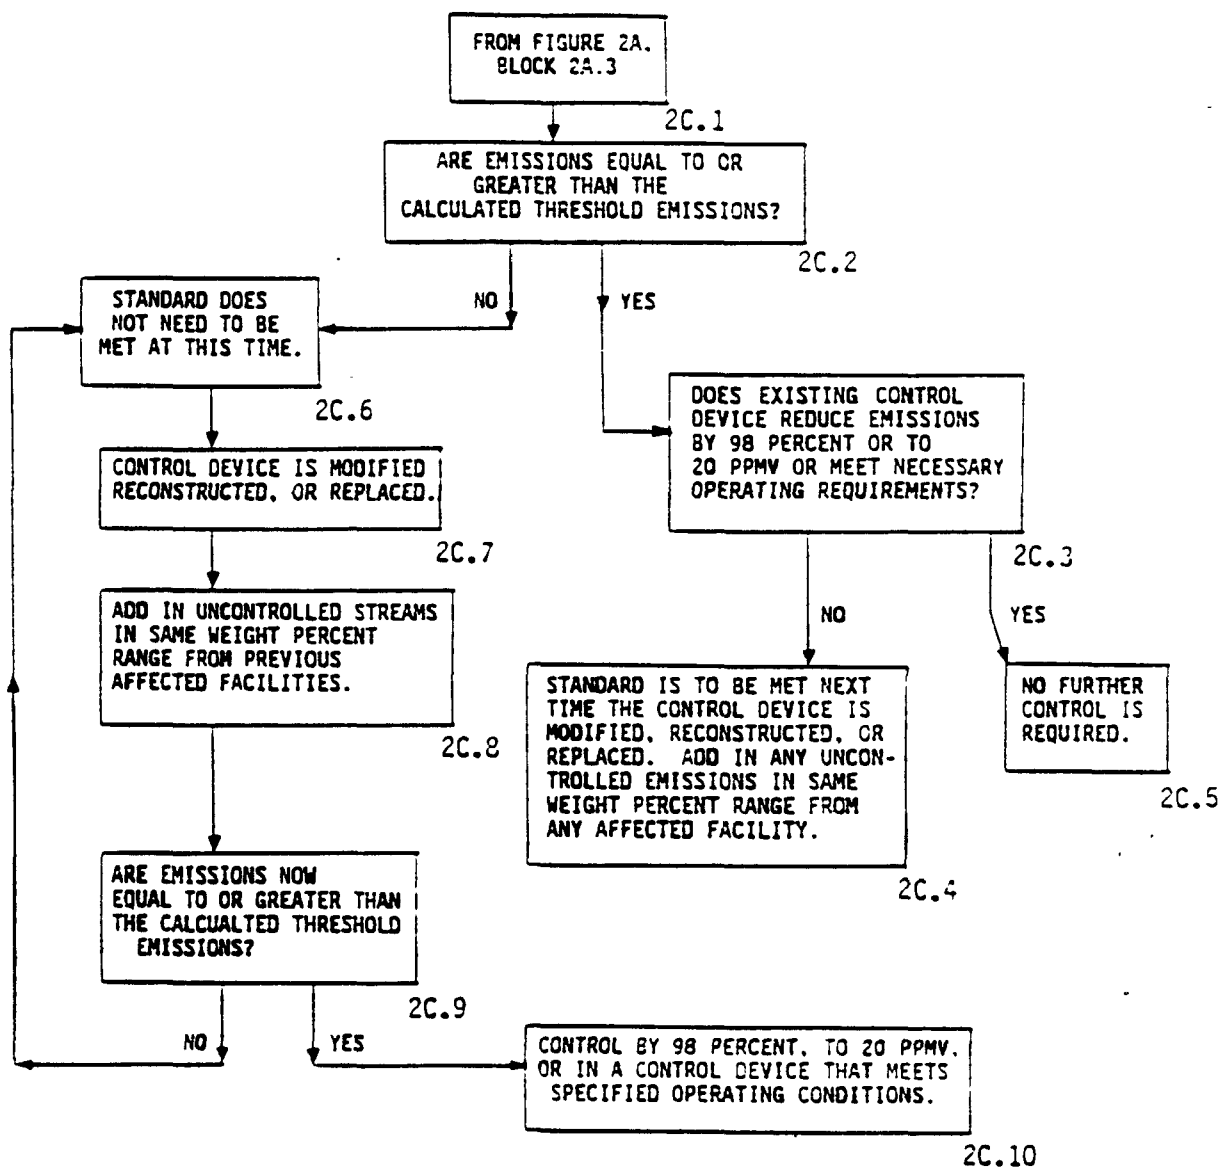 FROM FIGURE 2A.
BLOCK 2A.3
2C.1
ARE EMISSIONS EQUAL TO OR
GREATER THAN THE
CALCULATED THRESHOLD EMISSIONS?
2C.2
NO
YES
STANDARD DOES
NOT NEED TO BE
MET AT THIS TIME.
2C.6
DOES EXISTING CONTROL
DEVICE REDUCE EMISSIONS
BY 98 PERCENT OR TO
20 PPMV OR MEET NECESSARY
OPERATING REQUIREMENTS?
2C.3
CONTROL DEVICE IS MODIFIED
RECONSTRUCTED, OR REPLACED.
2C.7
NO
YES
ADD IN UNCONTROLLED STREAMS
IN SAME WEIGHT PERCENT
RANGE FROM PREVIOUS
AFFECTED FACILITIES.
2C.8
STANDARD IS TO BE MET NEXT
TIME THE CONTROL DEVICE IS
MODIFIED, RECONSTRUCTED, OR
REPLACED. ADD IN ANY UNCON-
TROLLED EMISSIONS IN SAME
WEIGHT PERCENT RANGE FROM
ANY AFFECTED FACILITY.
2C.4
NO FURTHER
CONTROL IS
REQUIRED.
2C.5
ARE EMISSIONS NOW
EQUAL TO OR GREATER THAN
THE CALCUALTED THRESHOLD
EMISSIONS?
2C.9
NO
YES
CONTROL BY 98 PERCENT, TO 20 PPMV,
OR IN A CONTROL DEVICE THAT MEETS
SPECIFIED OPERATING CONDITIONS.
2C.10